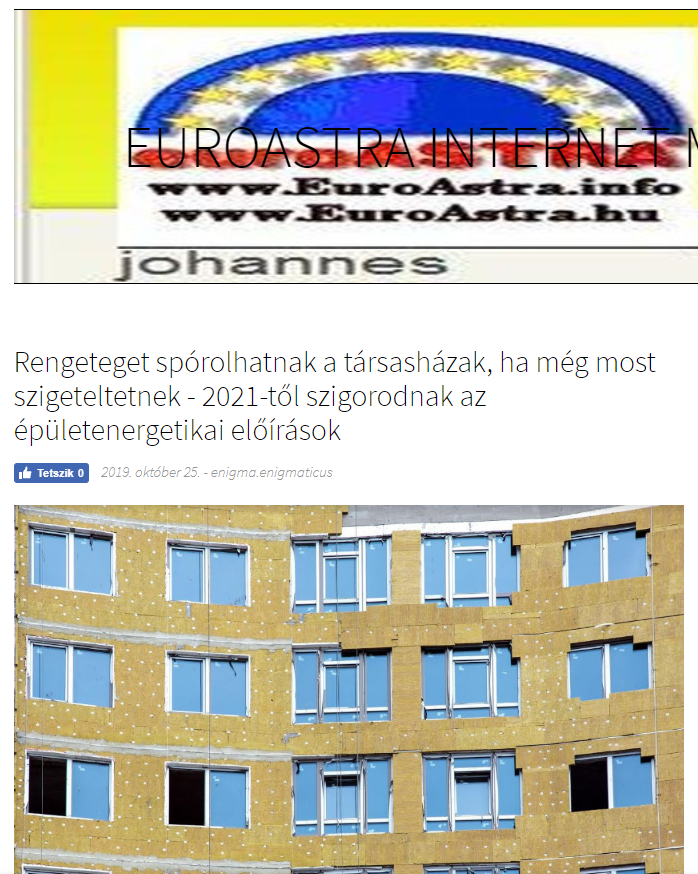 EUROASTRA INTERNET
www.EuroAstra.info
www.EuroAstra.hu
johannes
Rengeteget spórolhatnak a társasházak, ha még most
szigeteltetnek - 2021-től szigorodnak az
épületenergetikai előírások
Tetszik 0 2019. október 25. - enigma.enigmaticus